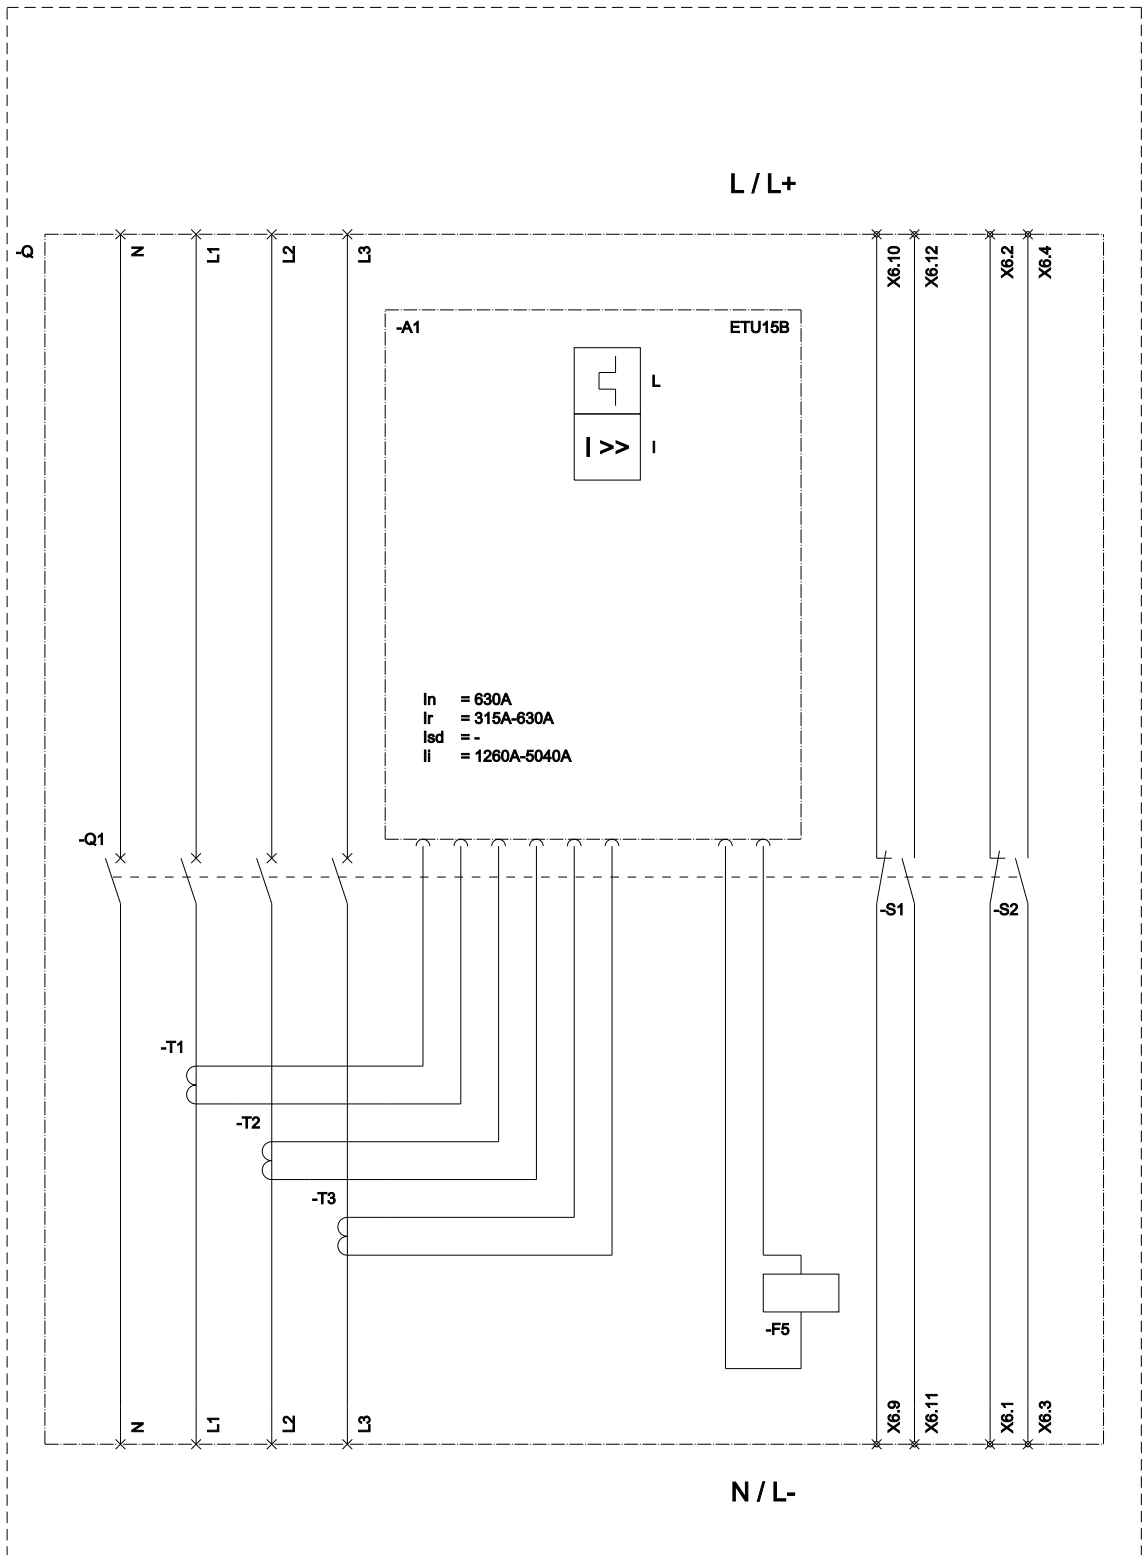 L / L+
-Q
N
L1
L2
L3
X6.10
X6.12
X6.2
X6.4
-A1
ETU15B
L
I >>
I
In = 630A
Ir = 315A-630A
Isd = -
Ii = 1260A-5040A
-Q1
-S1
-S2
-T1
-T2
-T3
-F5
N
L1
L2
L3
X6.9
X6.11
X6.1
X6.3
N / L-